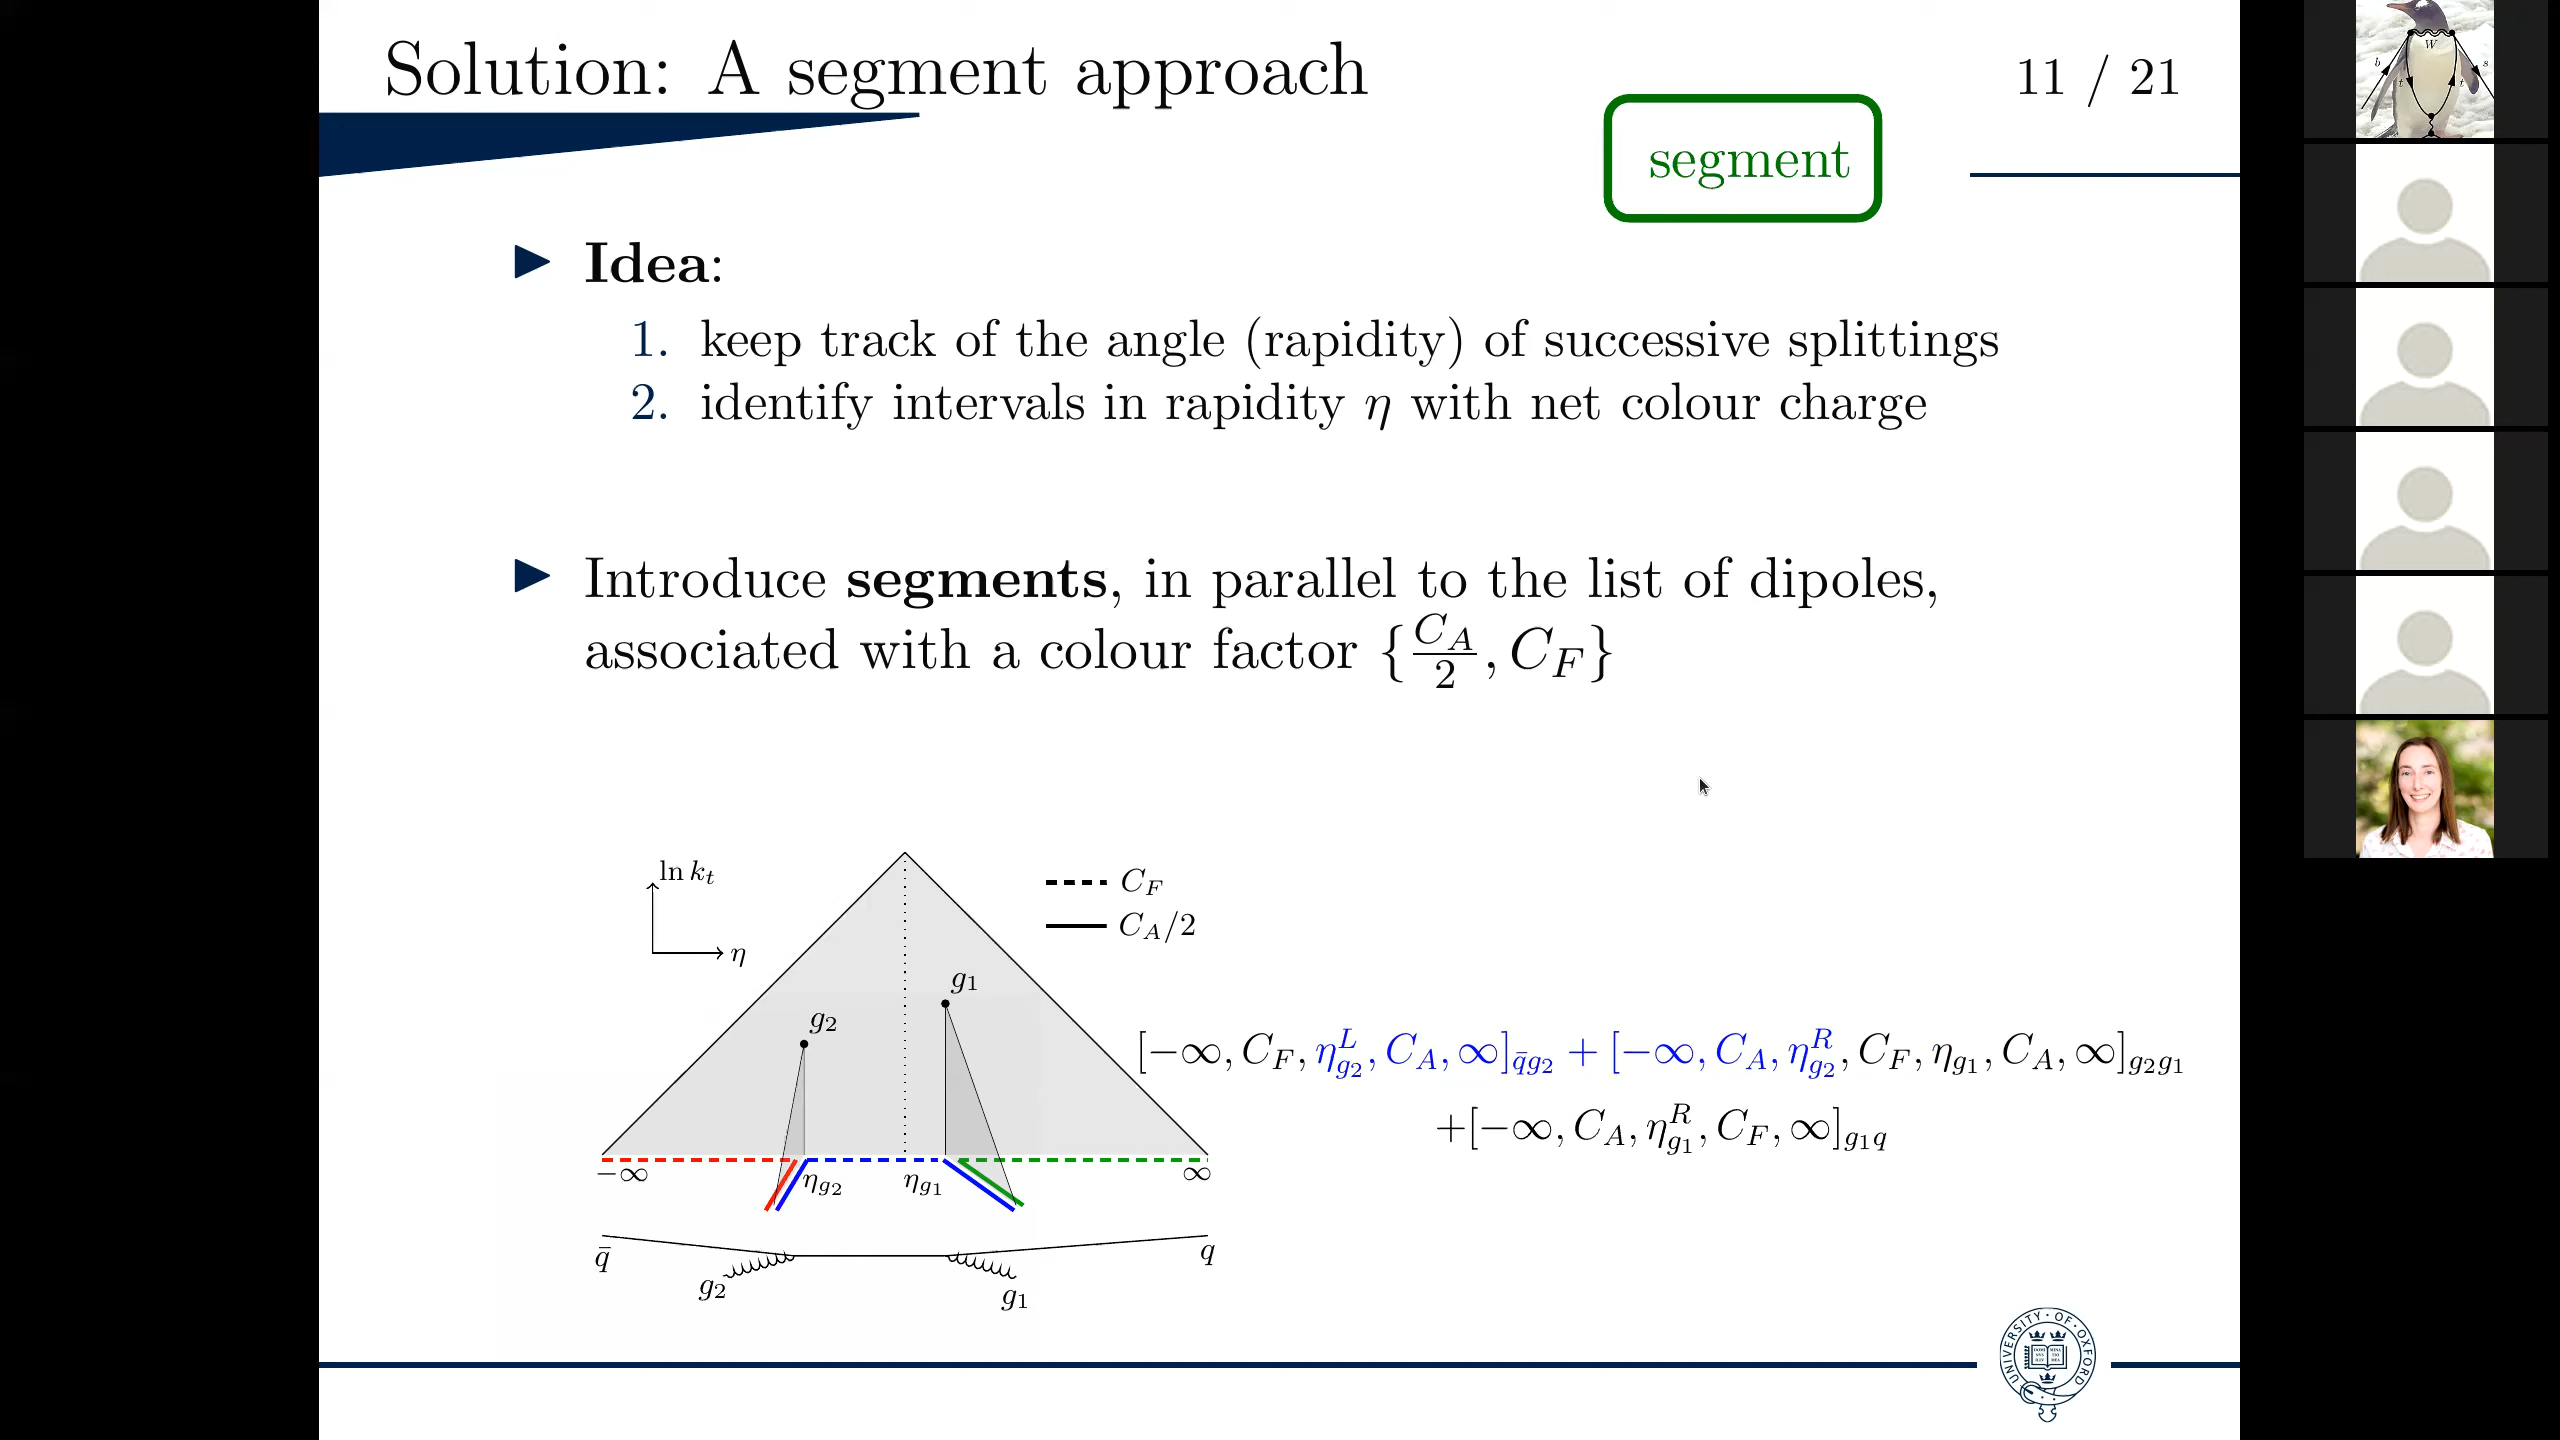 Solution: A segment approach
11 / 21
segment
Idea:
1. keep track of the angle (rapidity) of successive splittings
2. identify intervals in rapidity η with net colour charge
Introduce segments, in parallel to the list of dipoles,
associated with a colour factor {C_A/2, C_F}
ln k_t
η
C_F
C_A/2
g_1
g_2
[−∞, C_F, η^L_{g_2}, C_A, ∞]_{q̄g_2} + [−∞, C_A, η^R_{g_2}, C_F, η_{g_1}, C_A, ∞]_{g_2g_1}
+[−∞, C_A, η^R_{g_1}, C_F, ∞]_{g_1q}
−∞
η_{g_2}
η_{g_1}
∞
q̄
q
g_2
g_1
UNIVERSITY · OF · OXFORD
W
b
s
t